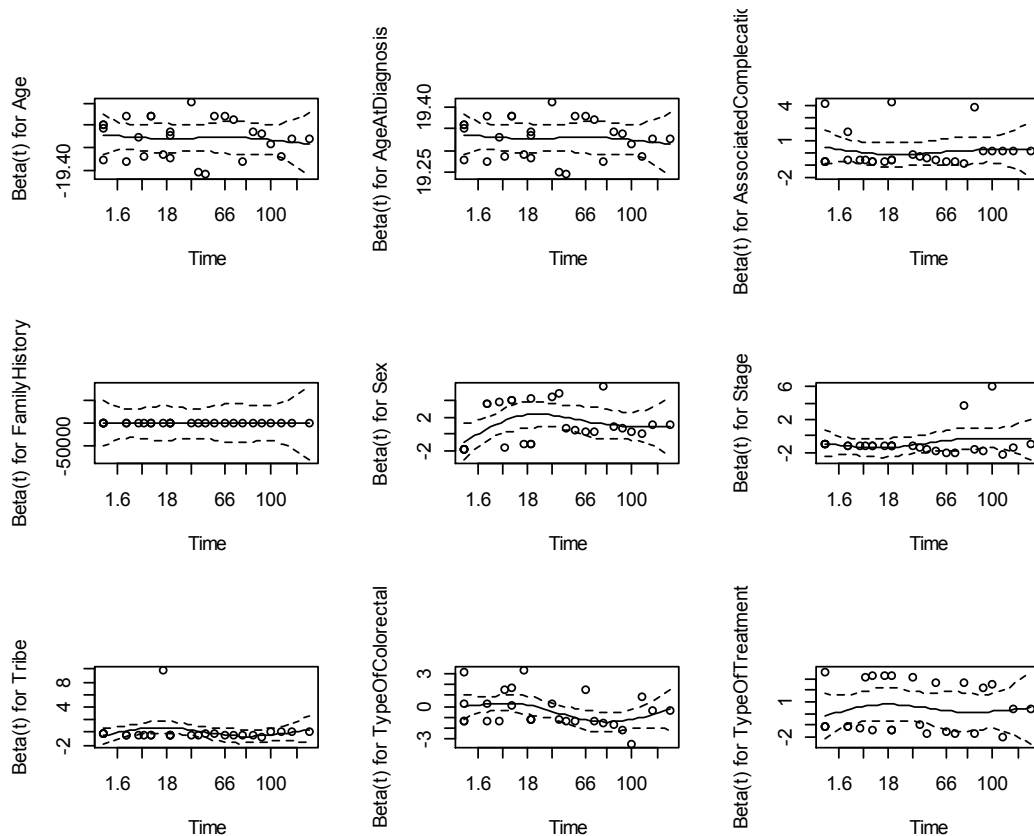 Beta(t) for Age
-19.40
1.6 18 66 100
Time
Beta(t) for AgeAtDiagnosis
19.25 19.40
1.6 18 66 100
Time
Beta(t) for AssociatedComplecation
-2 1 4
1.6 18 66 100
Time
Beta(t) for FamilyHistory
-50000
1.6 18 66 100
Time
Beta(t) for Sex
-2 2
1.6 18 66 100
Time
Beta(t) for Stage
-2 2 6
1.6 18 66 100
Time
Beta(t) for Tribe
-2 4 8
1.6 18 66 100
Time
Beta(t) for TypeOfColorectal
-3 0 3
1.6 18 66 100
Time
Beta(t) for TypeOfTreatment
-2 1
1.6 18 66 100
Time